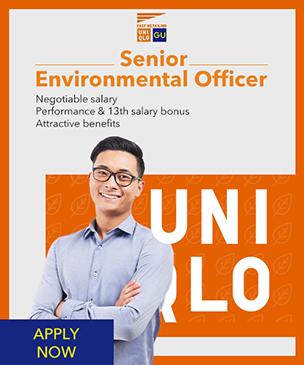 FAST RETAILING
UNI
QLO
GU
Senior
Environmental Officer
Negotiable salary
Performance & 13th salary bonus
Attractive benefits
UNI
QLO
APPLY
NOW